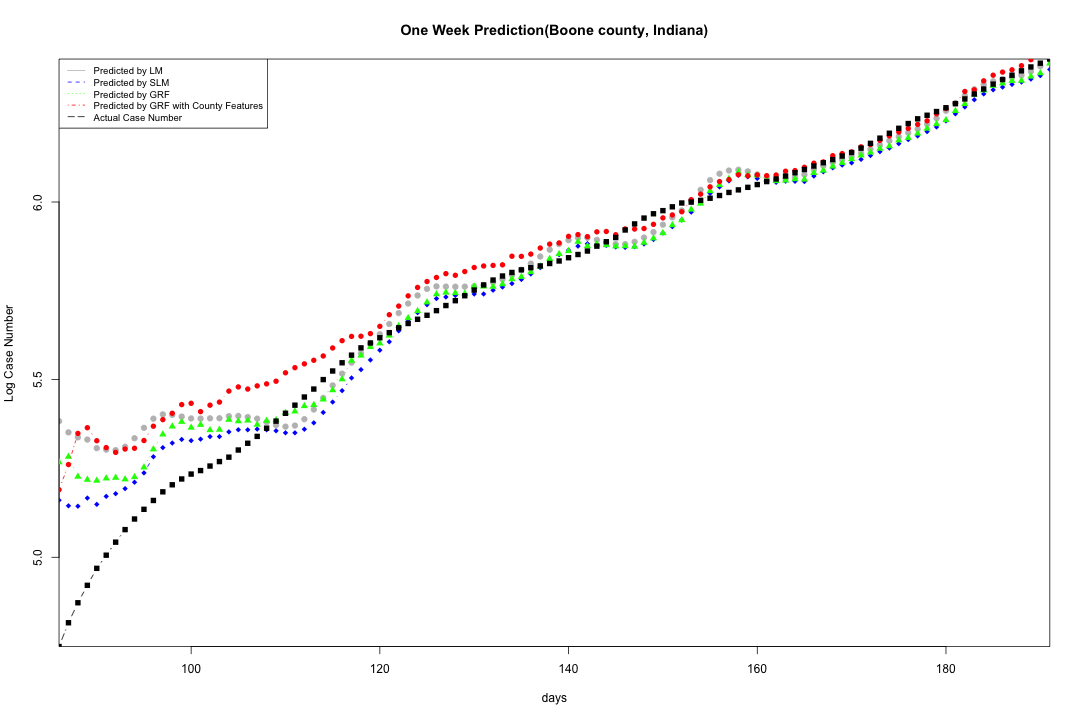 One Week Prediction(Boone county, Indiana)
Predicted by LM
Predicted by SLM
Predicted by GRF
Predicted by GRF with County Features
Actual Case Number
Log Case Number
6.0
5.5
5.0
100 120 140 160 180
days